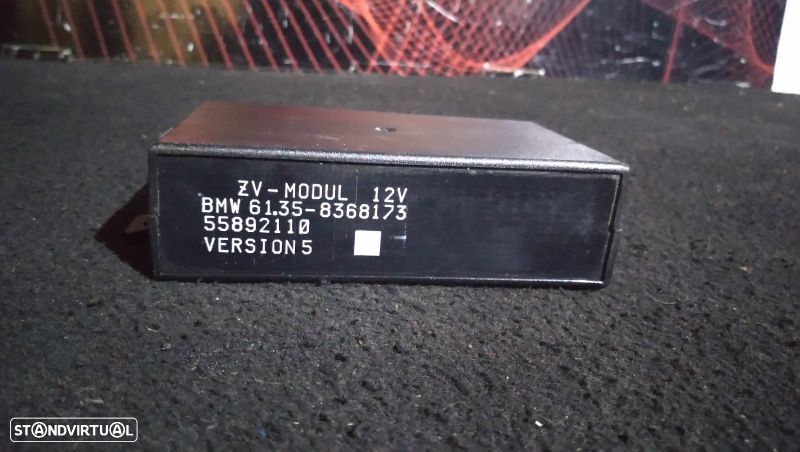 ZV-MODUL 12V
BMW 61.35-8368173
55892110
VERSION 5
STANDVIRTUAL